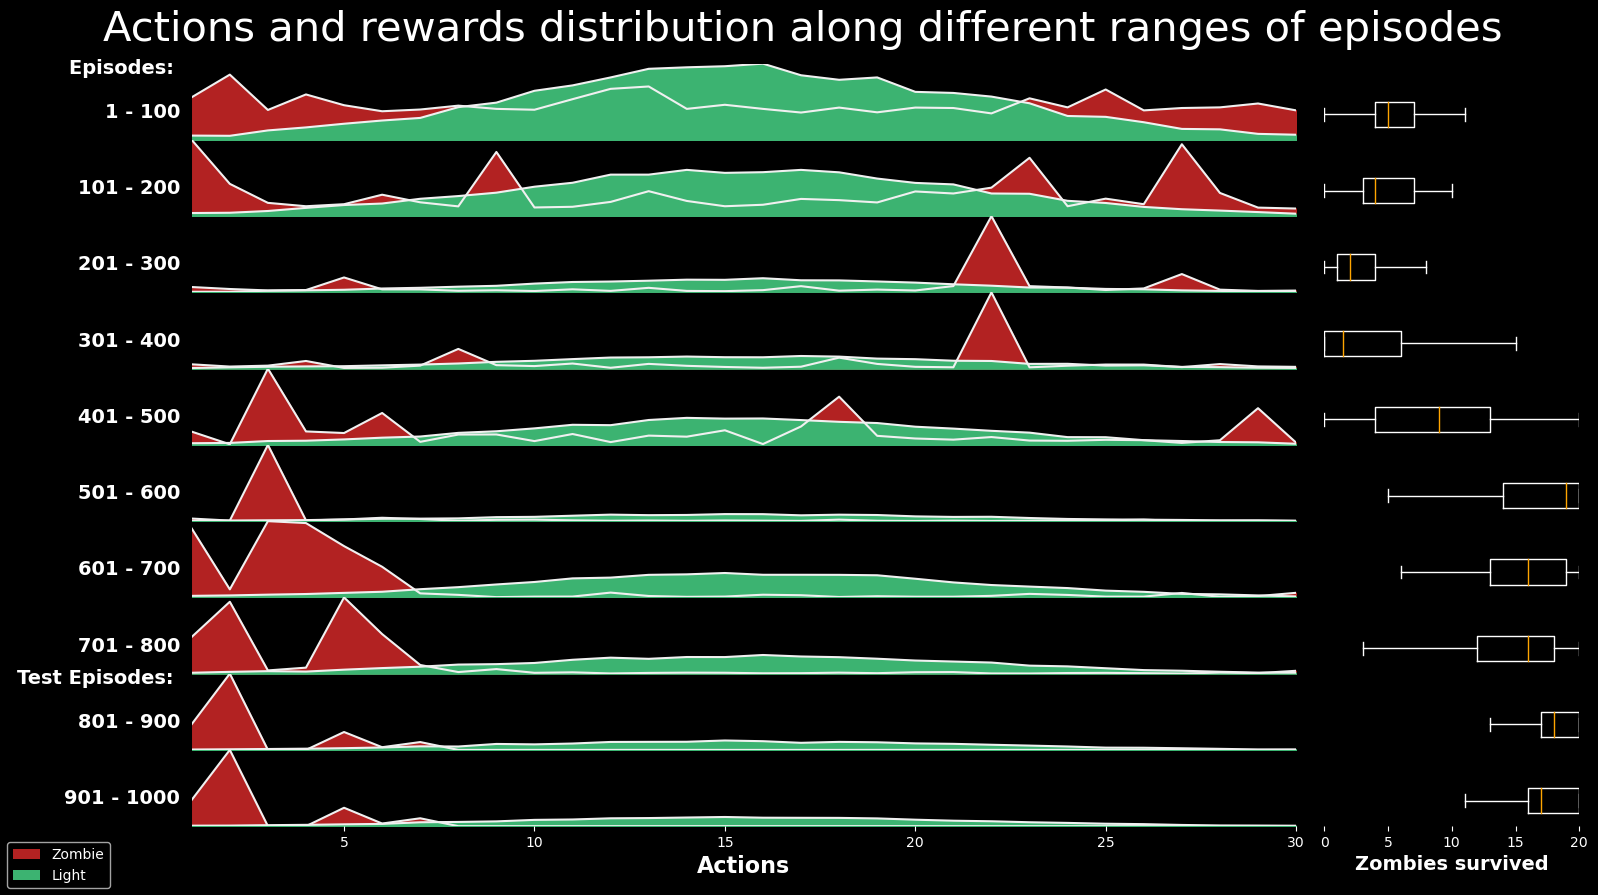 Actions and rewards distribution along different ranges of episodes
Episodes:
1 - 100
101 - 200
201 - 300
301 - 400
401 - 500
501 - 600
601 - 700
701 - 800
Test Episodes:
801 - 900
901 - 1000
5 10 15 20 25 30
0 5 10 15 20
Actions
Zombies survived
Zombie
Light